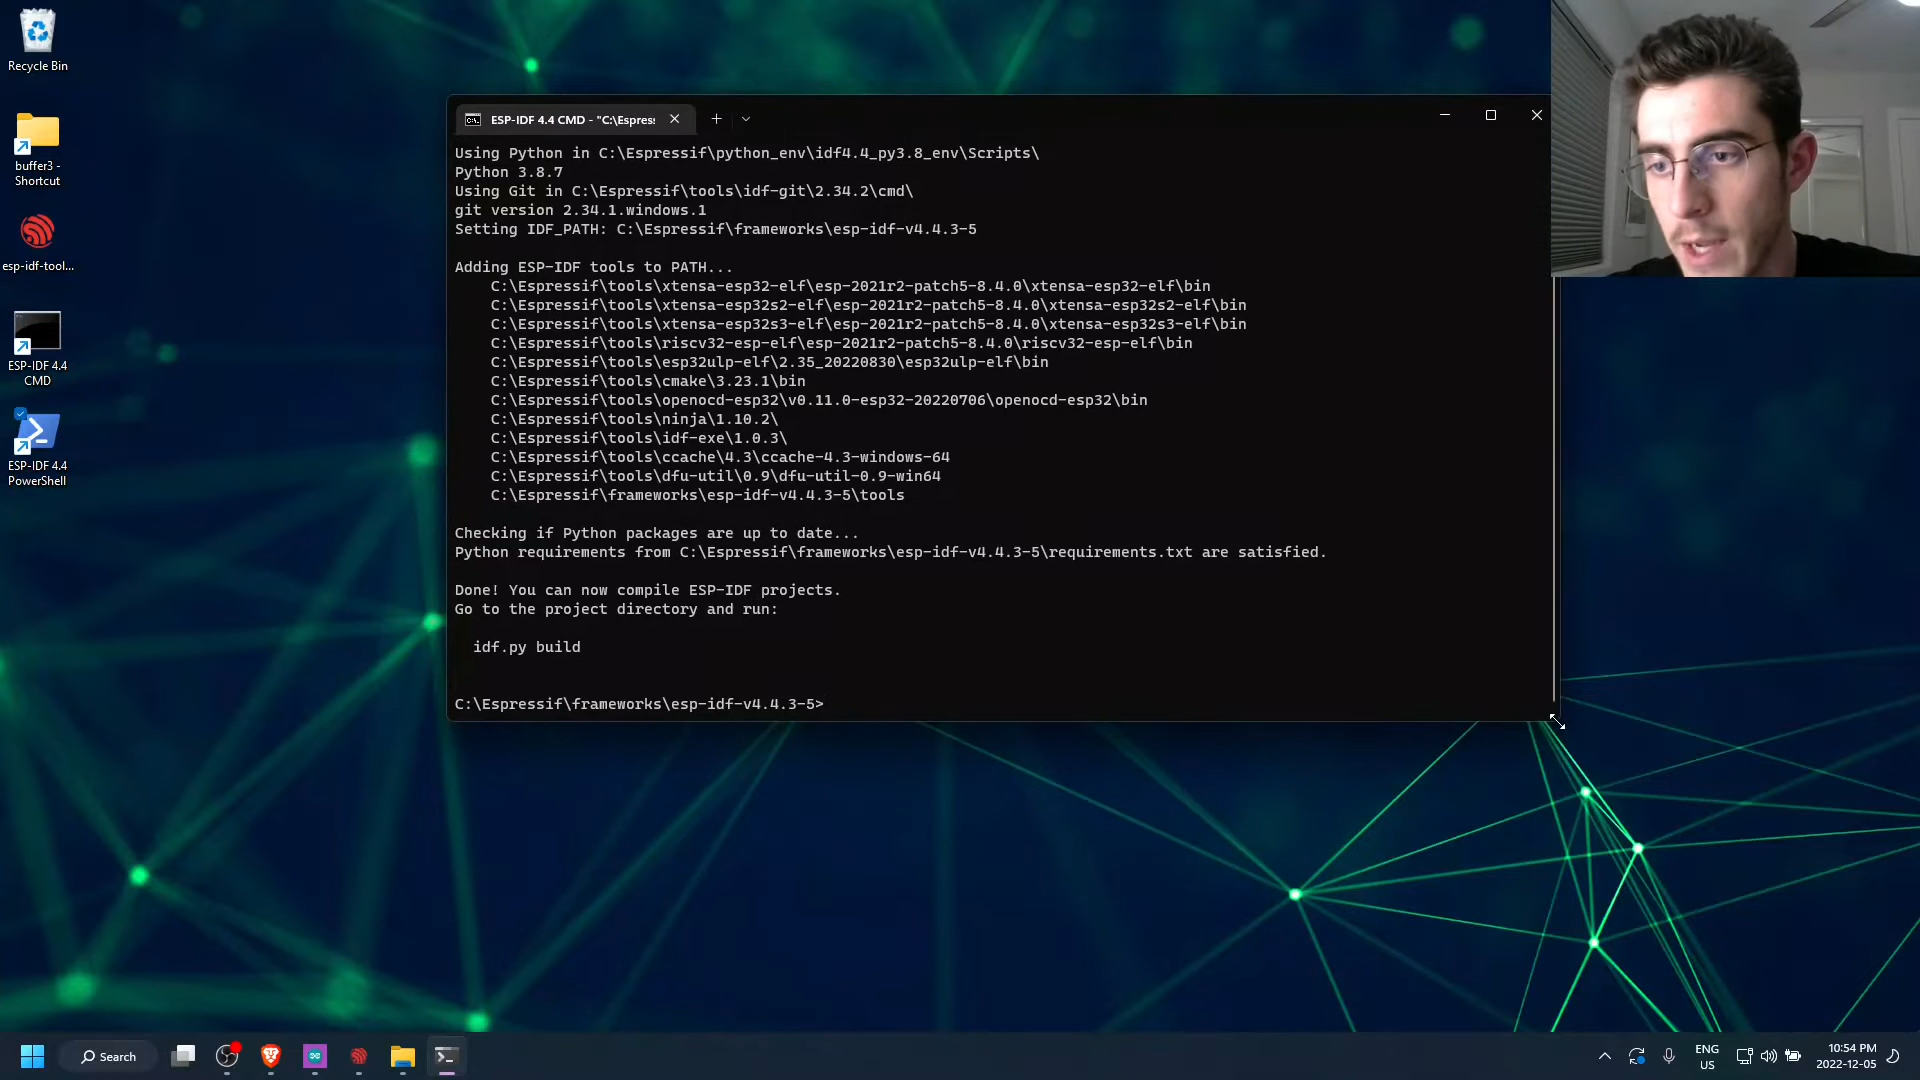 Recycle Bin
buffer3 -
Shortcut
esp-idf-tool...
ESP-IDF 4.4
CMD
ESP-IDF 4.4
PowerShell
ESP-IDF 4.4 CMD - "C:\Espres:
Using Python in C:\Espressif\python_env\idf4.4_py3.8_env\Scripts\
Python 3.8.7
Using Git in C:\Espressif\tools\idf-git\2.34.2\cmd\
git version 2.34.1.windows.1
Setting IDF_PATH: C:\Espressif\frameworks\esp-idf-v4.4.3-5
Adding ESP-IDF tools to PATH...
C:\Espressif\tools\xtensa-esp32-elf\esp-2021r2-patch5-8.4.0\xtensa-esp32-elf\bin
C:\Espressif\tools\xtensa-esp32s2-elf\esp-2021r2-patch5-8.4.0\xtensa-esp32s2-elf\bin
C:\Espressif\tools\xtensa-esp32s3-elf\esp-2021r2-patch5-8.4.0\xtensa-esp32s3-elf\bin
C:\Espressif\tools\riscv32-esp-elf\esp-2021r2-patch5-8.4.0\riscv32-esp-elf\bin
C:\Espressif\tools\esp32ulp-elf\2.35_20220830\esp32ulp-elf\bin
C:\Espressif\tools\cmake\3.23.1\bin
C:\Espressif\tools\openocd-esp32\v0.11.0-esp32-20220706\openocd-esp32\bin
C:\Espressif\tools\ninja\1.10.2\
C:\Espressif\tools\idf-exe\1.0.3\
C:\Espressif\tools\ccache\4.3\ccache-4.3-windows-64
C:\Espressif\tools\dfu-util\0.9\dfu-util-0.9-win64
C:\Espressif\frameworks\esp-idf-v4.4.3-5\tools
Checking if Python packages are up to date...
Python requirements from C:\Espressif\frameworks\esp-idf-v4.4.3-5\requirements.txt are satisfied.
Done! You can now compile ESP-IDF projects.
Go to the project directory and run:
idf.py build
C:\Espressif\frameworks\esp-idf-v4.4.3-5>
Search
ENG
US
10:54 PM
2022-12-05